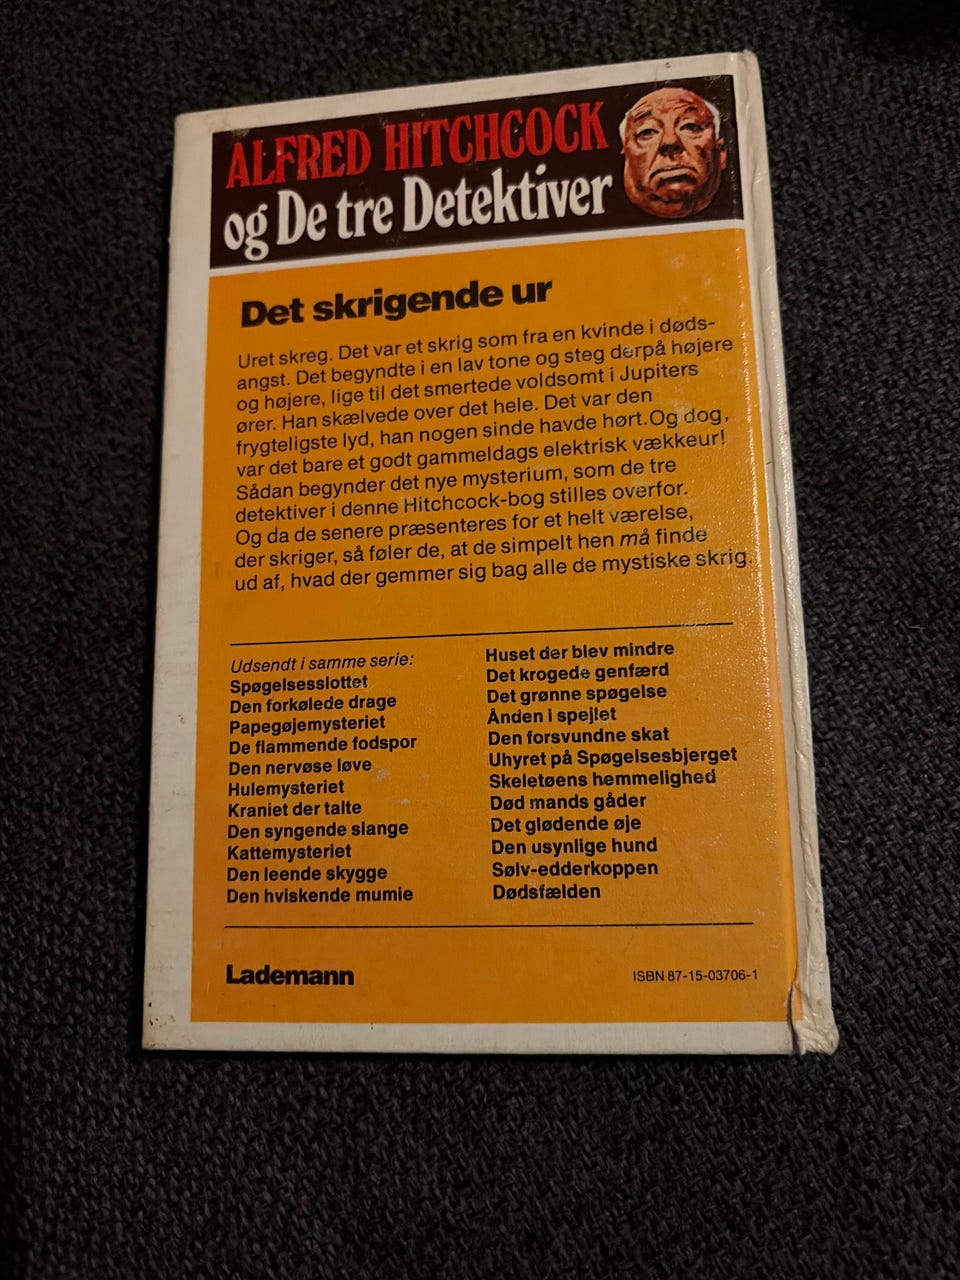 ALFRED HITCHCOCK
og De tre Detektiver
Det skrigende ur
Uret skreg. Det var et skrig som fra en kvinde i døds-
angst. Det begyndte i en lav tone og steg derpå højere
og højere, lige til det smertede voldsomt i Jupiters
ører. Han skælvede over det hele. Det var den
frygteligste lyd, han nogen sinde havde hørt.Og dog,
var det bare et godt gammeldags elektrisk vækkeur!
Sådan begynder det nye mysterium, som de tre
detektiver i denne Hitchcock-bog stilles overfor.
Og da de senere præsenteres for et helt værelse,
der skriger, så føler de, at de simpelt hen må finde
ud af, hvad der gemmer sig bag alle de mystiske skrig.
Udsendt i samme serie:
Spøgelsesslottet
Den forkølede drage
Papegøjemysteriet
De flammende fodspor
Den nervøse løve
Hulemysteriet
Kraniet der talte
Den syngende slange
Kattemysteriet
Den leende skygge
Den hviskende mumie
Huset der blev mindre
Det krogede genfærd
Det grønne spøgelse
Ånden i spejlet
Den forsvundne skat
Uhyret på Spøgelsesbjerget
Skeletøens hemmelighed
Død mands gåder
Det glødende øje
Den usynlige hund
Sølv-edderkoppen
Dødsfælden
Lademann
ISBN 87-15-03706-1